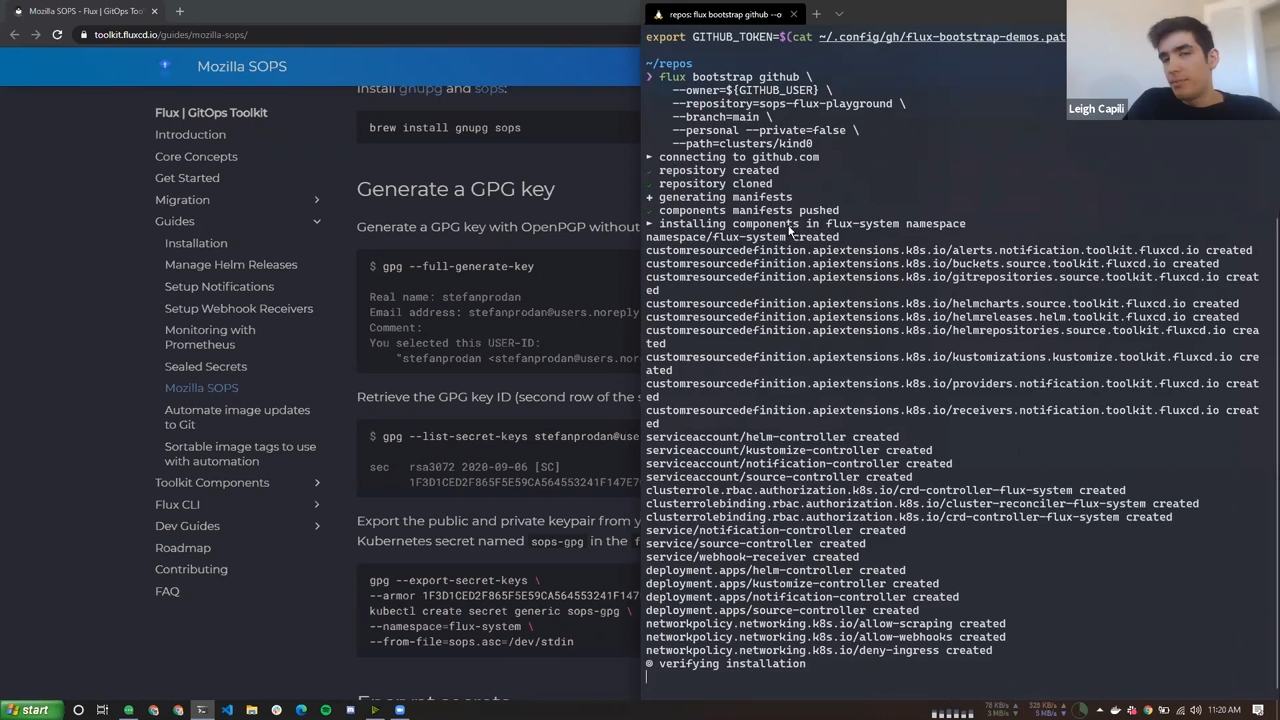 Mozilla SOPS - Flux | GitOps Toolkit
toolkit.fluxcd.io/guides/mozilla-sops/
Mozilla SOPS
Flux | GitOps Toolkit
Introduction
Core Concepts
Get Started
Migration
Guides
Installation
Manage Helm Releases
Setup Notifications
Setup Webhook Receivers
Monitoring with
Prometheus
Sealed Secrets
Mozilla SOPS
Automate image updates
to Git
Sortable image tags to use
with automation
Toolkit Components
Flux CLI
Dev Guides
Roadmap
Contributing
FAQ
Install gnupg and sops:
brew install gnupg sops
Generate a GPG key
Generate a GPG key with OpenPGP without
$ gpg --full-generate-key
Real name: stefanprodan
Email address: stefanprodan@users.noreply
Comment:
You selected this USER-ID:
"stefanprodan <stefanprodan@users.nor
Retrieve the GPG key ID (second row of the s
$ gpg --list-secret-keys stefanprodan@use
sec rsa3072 2020-09-06 [SC]
1F3D1CED2F865F5E59CA564553241F147E7
Export the public and private keypair from y
Kubernetes secret named sops-gpg in the f
gpg --export-secret-keys \
--armor 1F3D1CED2F865F5E59CA564553241F147
kubectl create secret generic sops-gpg \
--namespace=flux-system \
--from-file=sops.asc=/dev/stdin
Encrypt secrets
repos: flux bootstrap github --o
export GITHUB_TOKEN=$(cat ~/.config/gh/flux-bootstrap-demos.pat
~/repos
❯ flux bootstrap github \
--owner=${GITHUB_USER} \
--repository=sops-flux-playground \
--branch=main \
--personal --private=false \
--path=clusters/kind0
► connecting to github.com
✔ repository created
✔ repository cloned
✚ generating manifests
✔ components manifests pushed
► installing components in flux-system namespace
namespace/flux-system created
customresourcedefinition.apiextensions.k8s.io/alerts.notification.toolkit.fluxcd.io created
customresourcedefinition.apiextensions.k8s.io/buckets.source.toolkit.fluxcd.io created
customresourcedefinition.apiextensions.k8s.io/gitrepositories.source.toolkit.fluxcd.io creat
ed
customresourcedefinition.apiextensions.k8s.io/helmcharts.source.toolkit.fluxcd.io created
customresourcedefinition.apiextensions.k8s.io/helmreleases.helm.toolkit.fluxcd.io created
customresourcedefinition.apiextensions.k8s.io/helmrepositories.source.toolkit.fluxcd.io crea
ted
customresourcedefinition.apiextensions.k8s.io/kustomizations.kustomize.toolkit.fluxcd.io cre
ated
customresourcedefinition.apiextensions.k8s.io/providers.notification.toolkit.fluxcd.io creat
ed
customresourcedefinition.apiextensions.k8s.io/receivers.notification.toolkit.fluxcd.io creat
ed
serviceaccount/helm-controller created
serviceaccount/kustomize-controller created
serviceaccount/notification-controller created
serviceaccount/source-controller created
clusterrole.rbac.authorization.k8s.io/crd-controller-flux-system created
clusterrolebinding.rbac.authorization.k8s.io/cluster-reconciler-flux-system created
clusterrolebinding.rbac.authorization.k8s.io/crd-controller-flux-system created
service/notification-controller created
service/source-controller created
service/webhook-receiver created
deployment.apps/helm-controller created
deployment.apps/kustomize-controller created
deployment.apps/notification-controller created
deployment.apps/source-controller created
networkpolicy.networking.k8s.io/allow-scraping created
networkpolicy.networking.k8s.io/allow-webhooks created
networkpolicy.networking.k8s.io/deny-ingress created
◎ verifying installation
Leigh Capili
start
78 KB/s
3 MB/s
528 KB/s
5 MB/s
11:20 AM